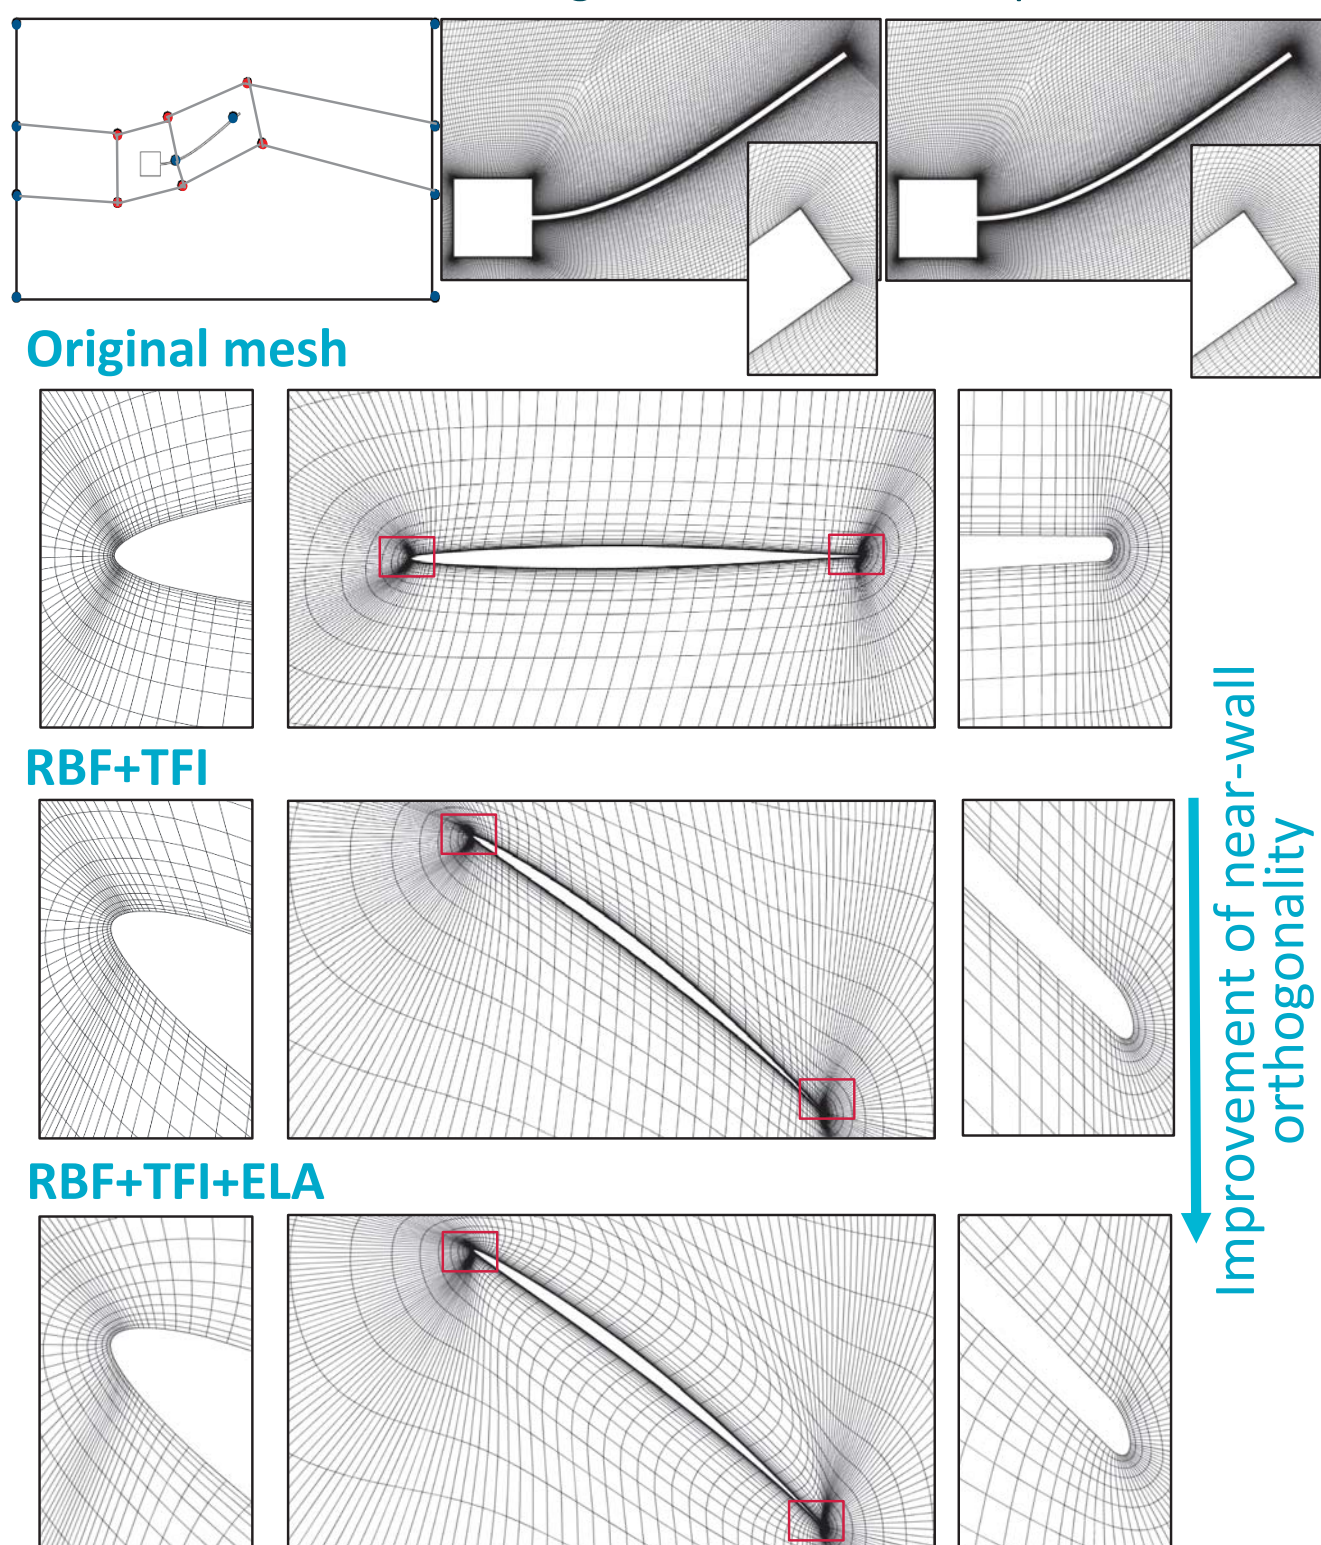 Original mesh
RBF+TFI
Improvement of near-wall
orthogonality
RBF+TFI+ELA